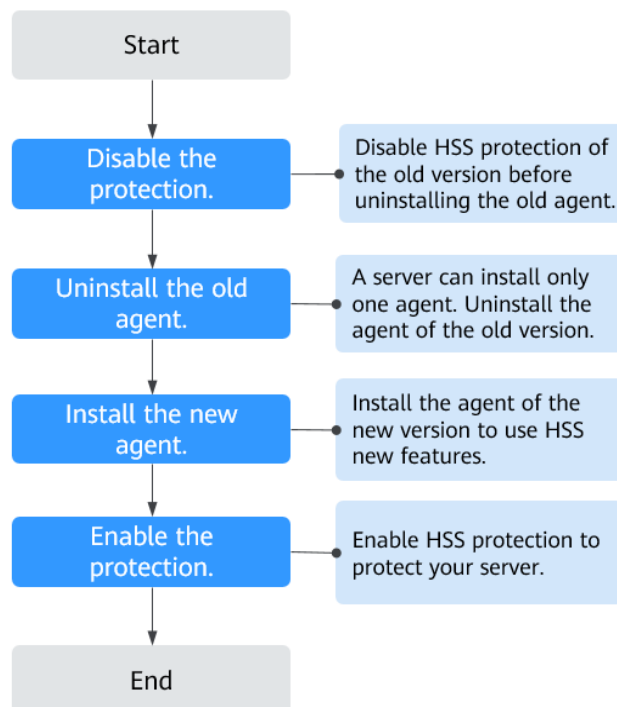 Start
Disable the
protection.
Disable HSS protection of
the old version before
uninstalling the old agent.
Uninstall the old
agent.
A server can install only
one agent. Uninstall the
agent of the old version.
Install the new
agent.
Install the agent of the
new version to use HSS
new features.
Enable the
protection.
Enable HSS protection to
protect your server.
End